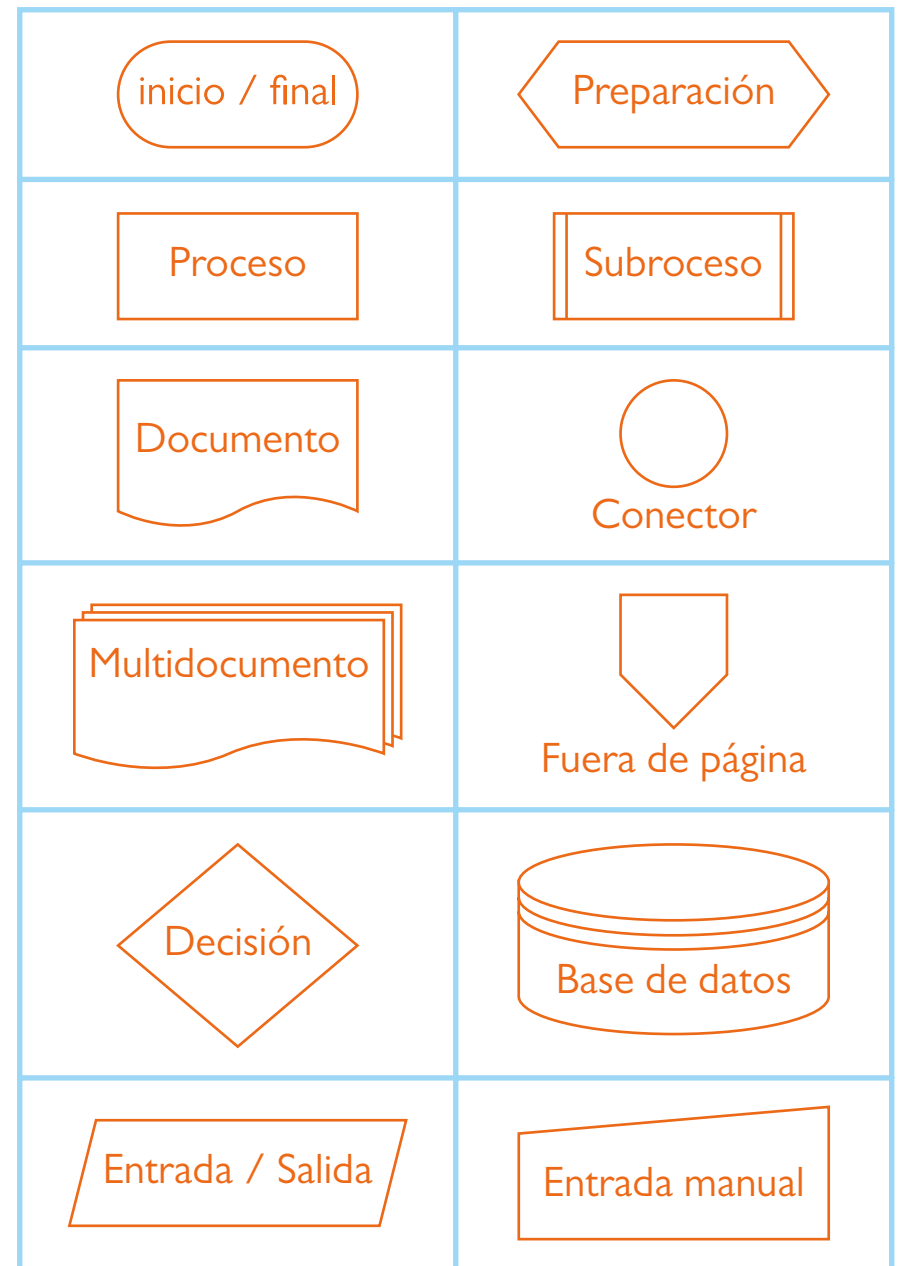 inicio / final
Preparación
Proceso
Subroceso
Documento
Conector
Multidocumento
Fuera de página
Decisión
Base de datos
Entrada / Salida
Entrada manual